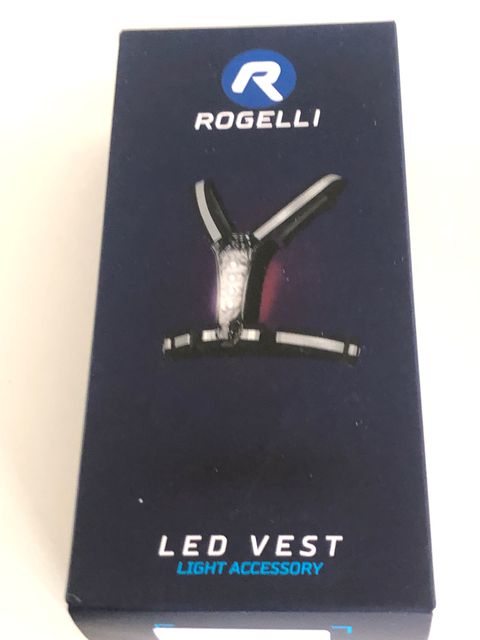 R
ROGELLI
LED VEST
LIGHT ACCESSORY